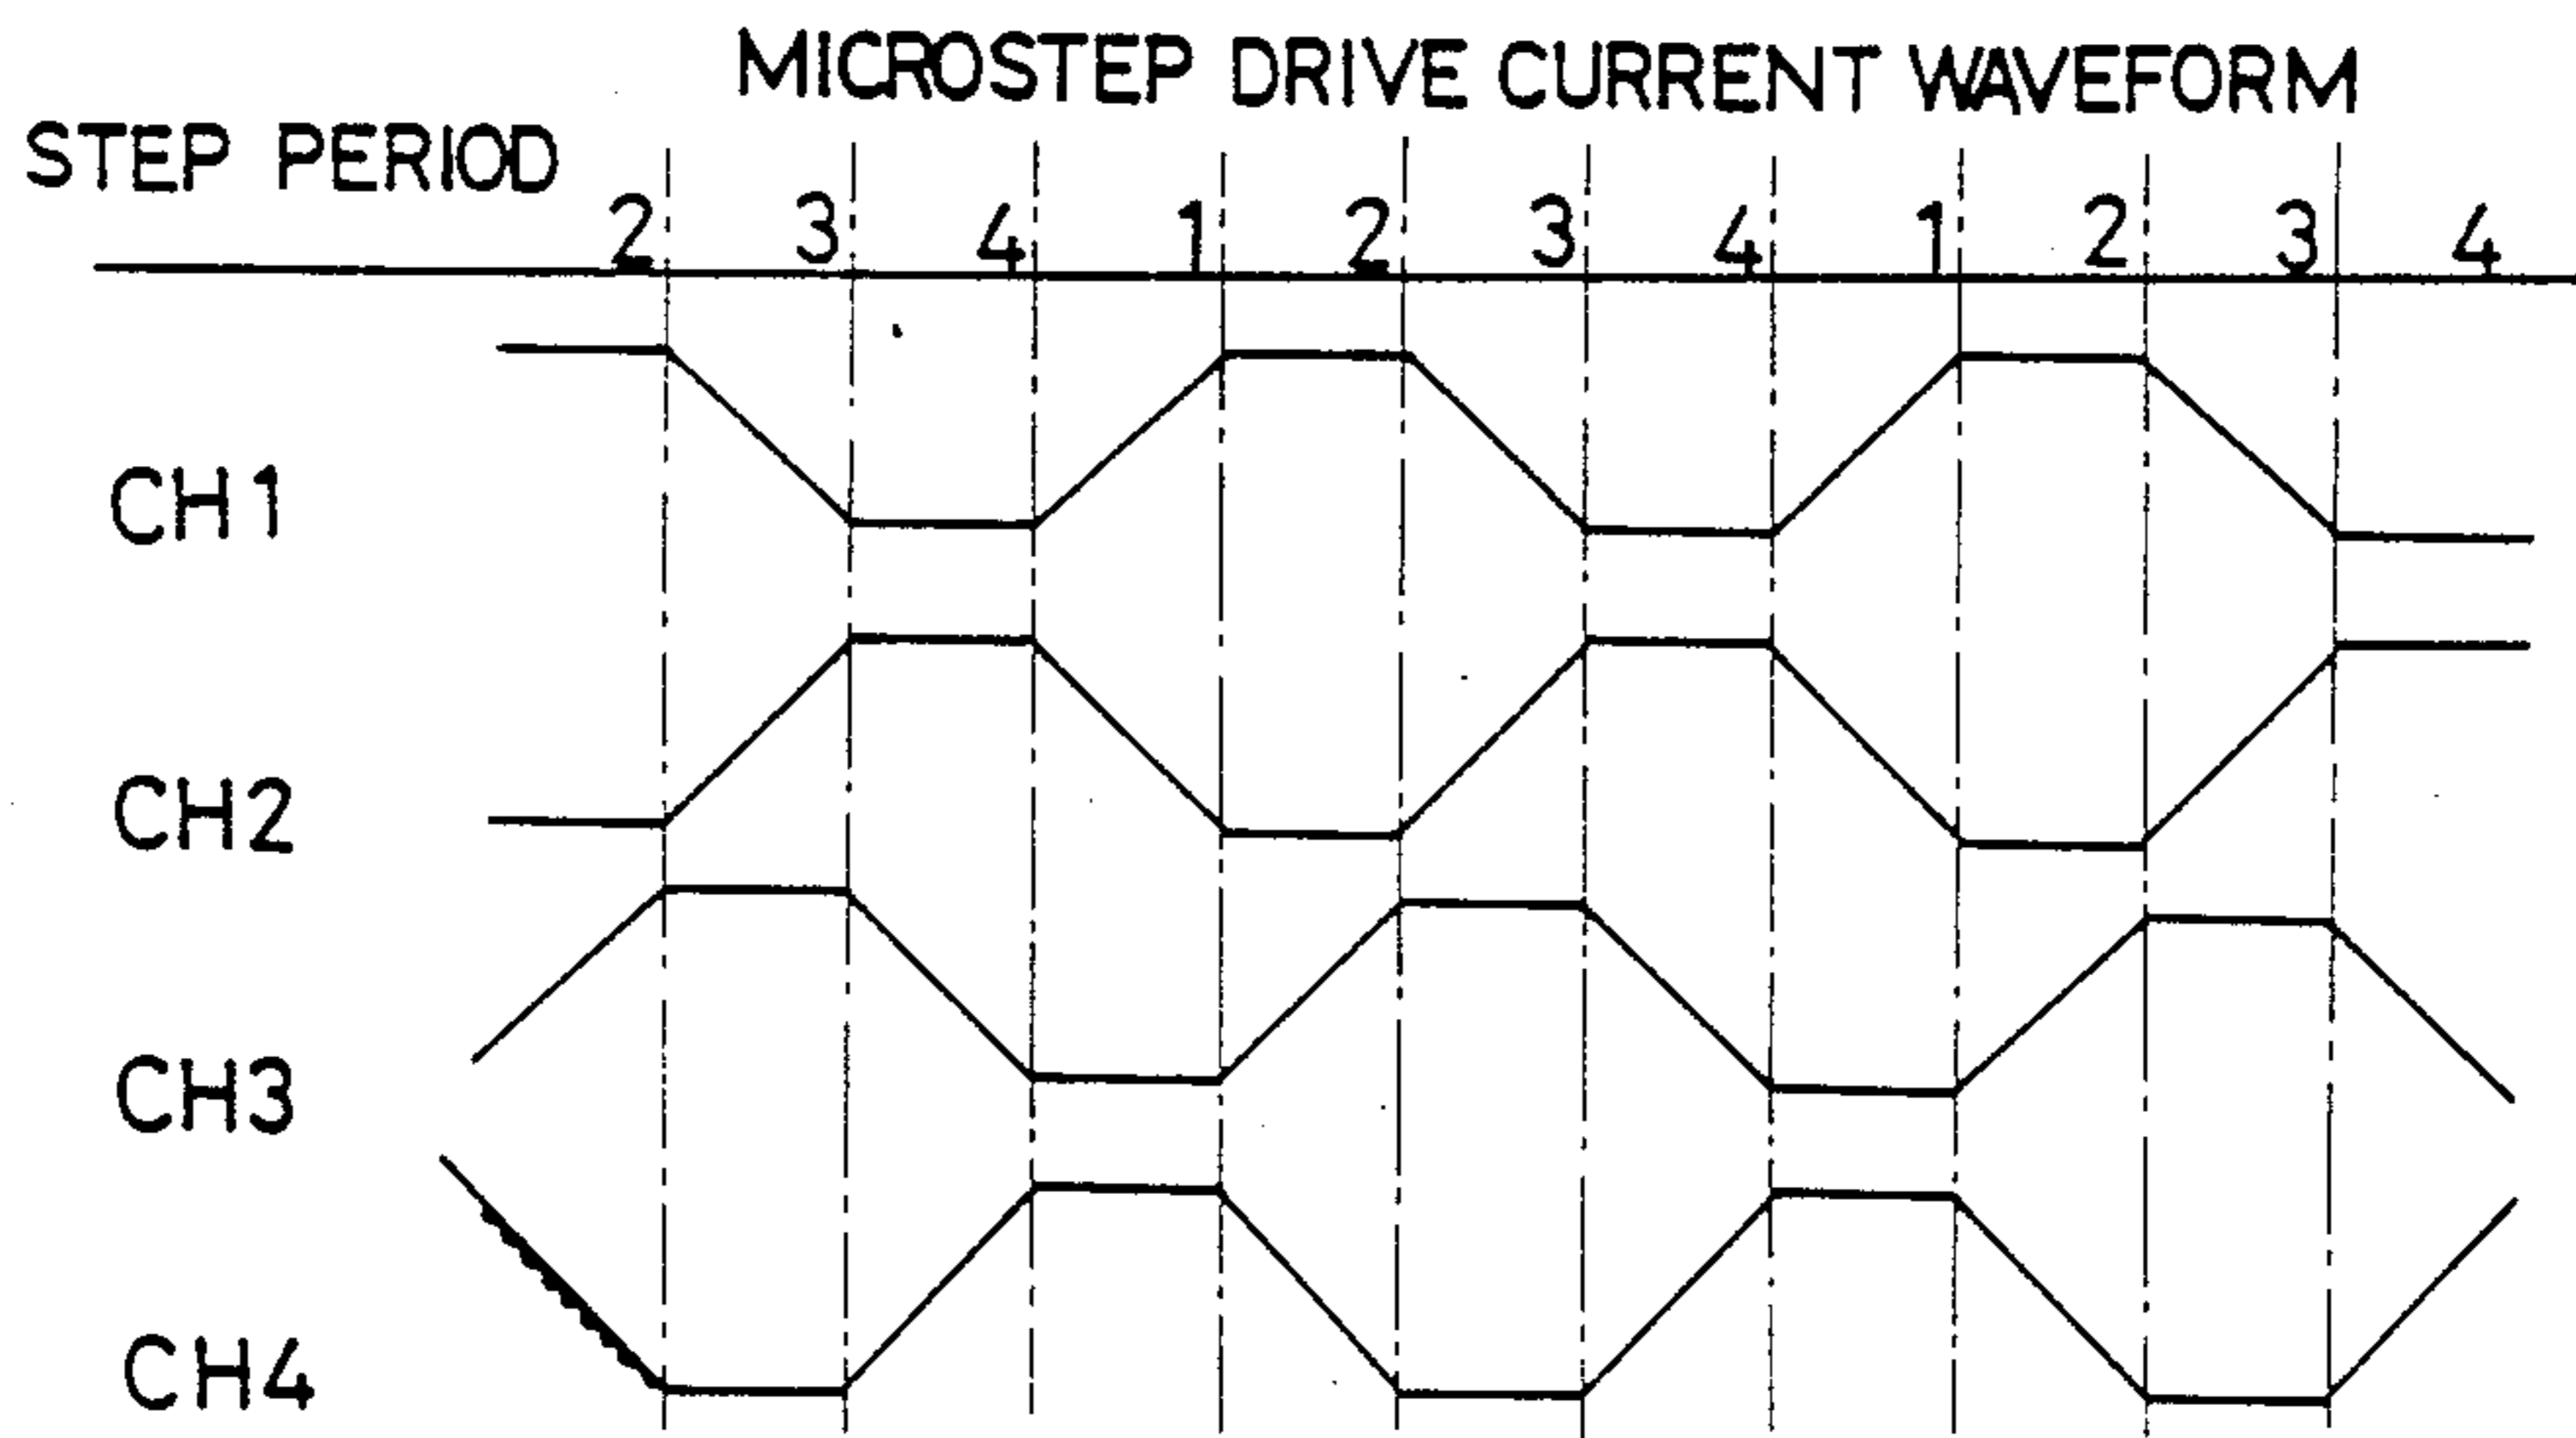 MICROSTEP DRIVE CURRENT WAVEFORM
STEP PERIOD
2 3 4 1 2 3 4 1 2 3 4
CH1
CH2
CH3
CH4